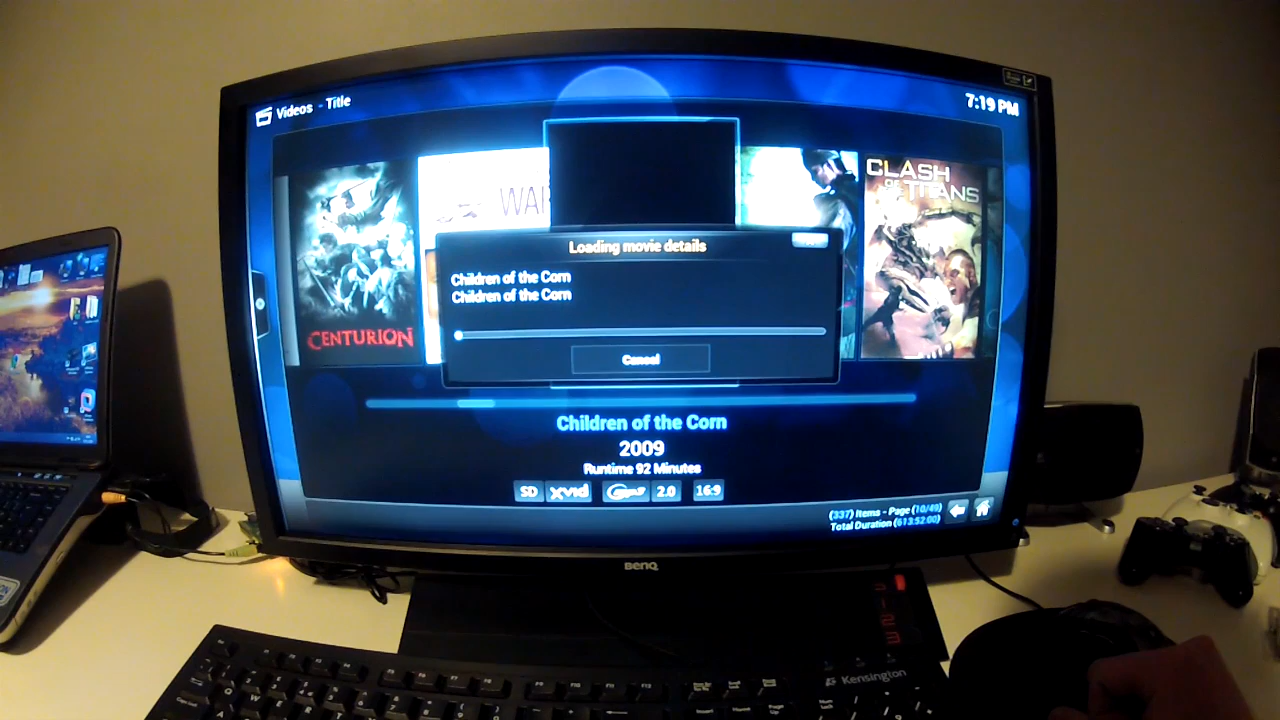 Videos - Title
7:19 PM
CENTURION
WAI
CLASH
OF
TITANS
Loading movie details
Children of the Corn
Children of the Corn
Cancel
Children of the Corn
2009
Runtime 92 Minutes
SD XVID 2.0 16:9
(337) Items - Page (10/49)
Total Duration (613:52:00)
BenQ
Kensington